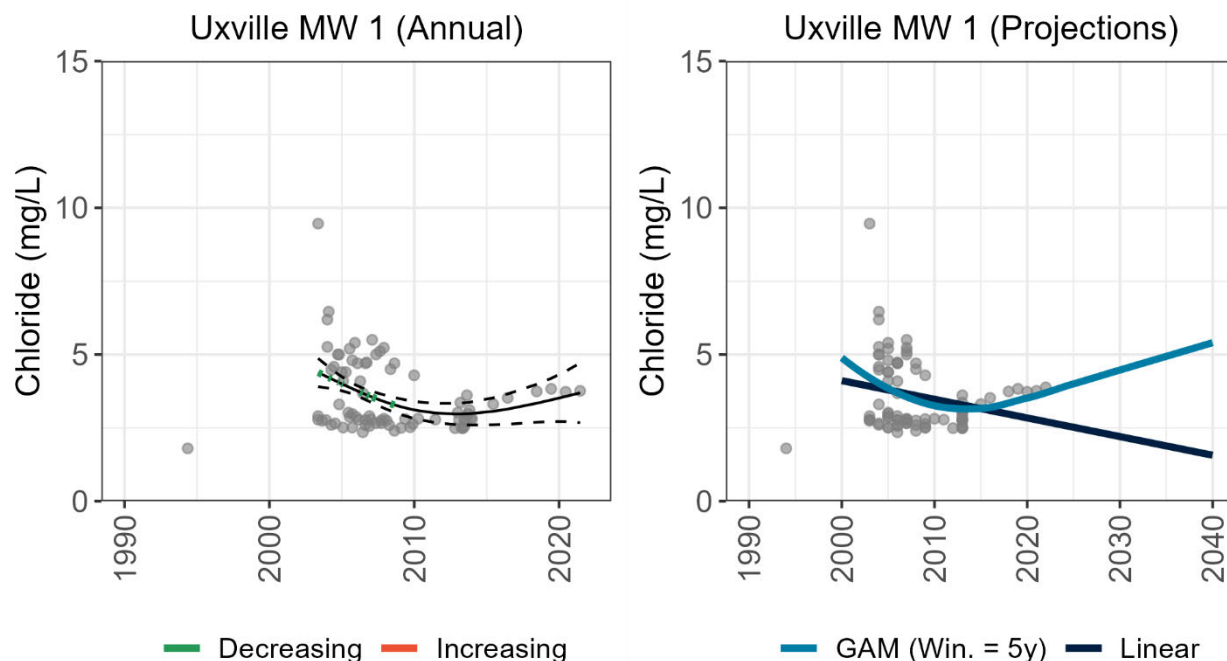 Uxville MW 1 (Annual)
Chloride (mg/L)
15
10
5
0
1990
2000
2010
2020
Decreasing
Increasing
Uxville MW 1 (Projections)
Chloride (mg/L)
15
10
5
0
1990
2000
2010
2020
2030
2040
GAM (Win. = 5y)
Linear